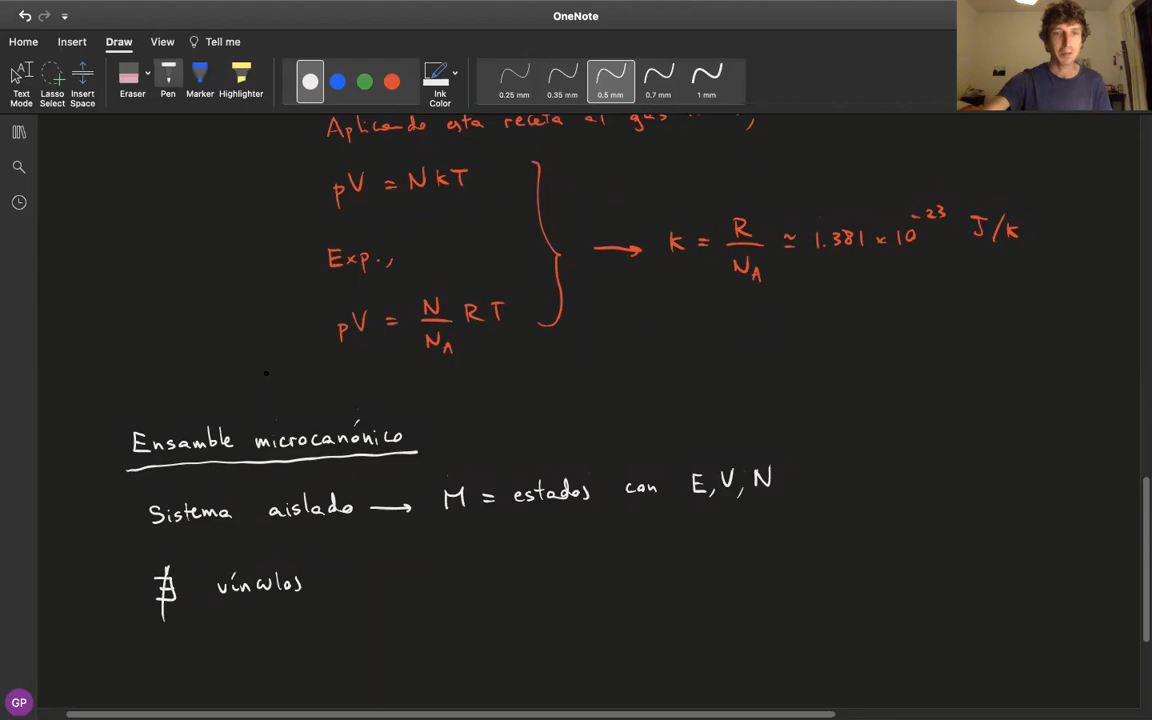 OneNote
Home Insert Draw View Tell me
Text Mode Lasso Select Insert Space Eraser Pen Marker Highlighter Ink Color 0.25 mm 0.35 mm 0.5 mm 0.7 mm 1 mm
Aplicando esta receta al gas
pV = NkT
Exp.,
pV = N/N_A RT
→ k = R/N_A ≃ 1.381 × 10^-23 J/K
Ensamble microcanónico
Sistema aislado → M = estados con E, V, N
∄ vínculos
GP